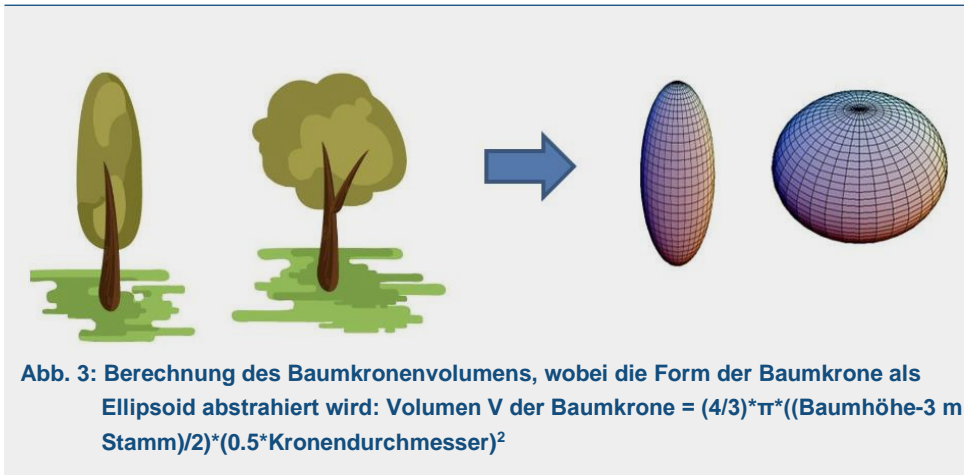 Abb. 3: Berechnung des Baumkronenvolumens, wobei die Form der Baumkrone als
Ellipsoid abstrahiert wird: Volumen V der Baumkrone = (4/3)*π*((Baumhöhe-3 m
Stamm)/2)*(0.5*Kronendurchmesser)²